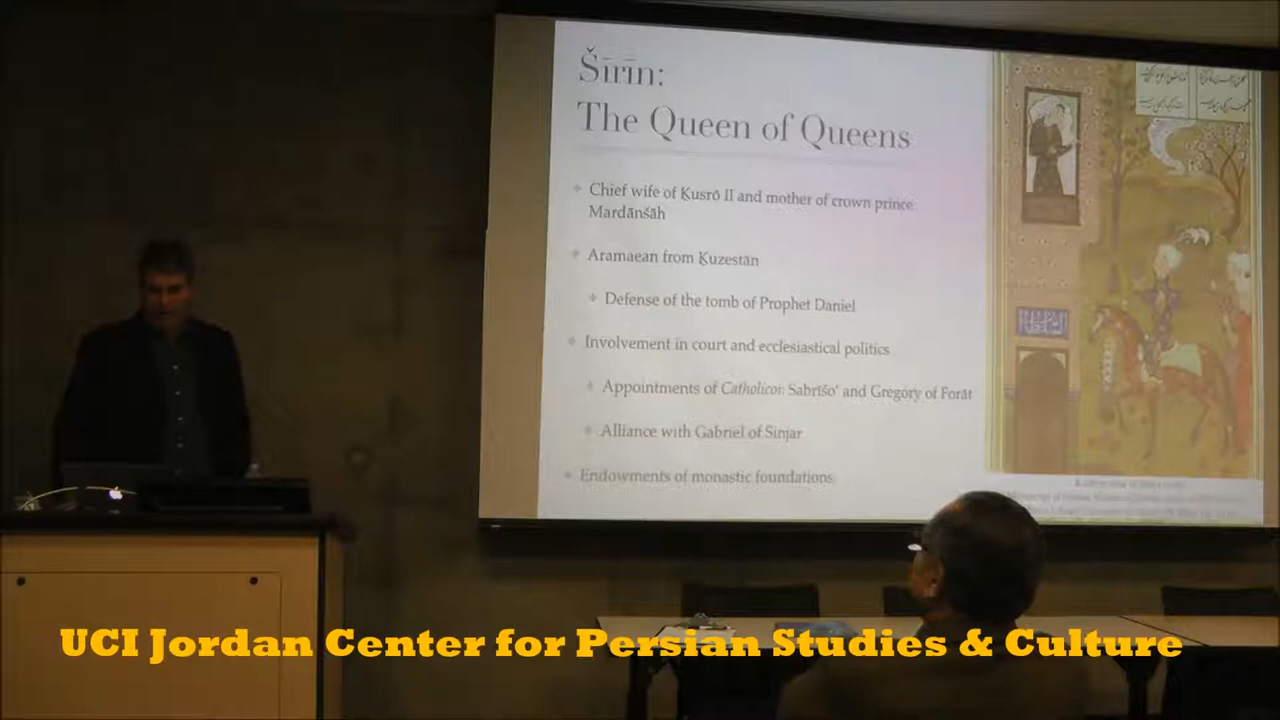 Šīrīn:
The Queen of Queens
Chief wife of Ḵusrō II and mother of crown prince
Mardānšāh
Aramaean from Ḵuzestān
Defense of the tomb of Prophet Daniel
Involvement in court and ecclesiastical politics
Appointments of Catholicoi: Sabrīšoʿ and Gregory of Forāt
Alliance with Gabriel of Sinjar
Endowments of monastic foundations
UCI Jordan Center for Persian Studies & Culture